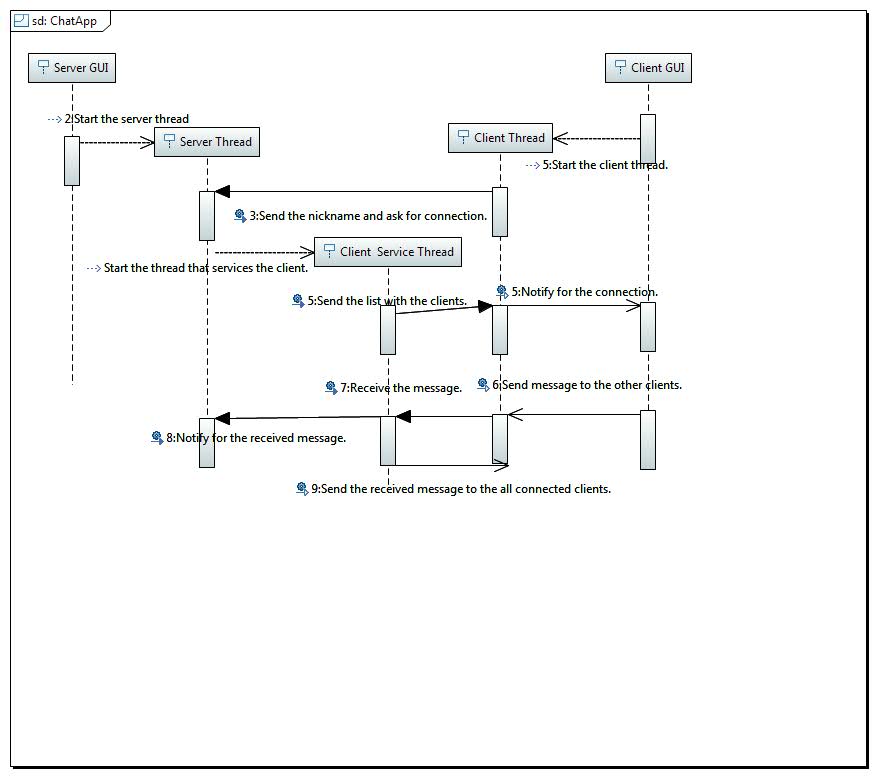 sd: ChatApp
Server GUI
Client GUI
2:Start the server thread
Server Thread
Client Thread
5:Start the client thread.
3:Send the nickname and ask for connection.
Client Service Thread
Start the thread that services the client.
5:Send the list with the clients.
5:Notify for the connection.
7:Receive the message.
6:Send message to the other clients.
8:Notify for the received message.
9:Send the received message to the all connected clients.